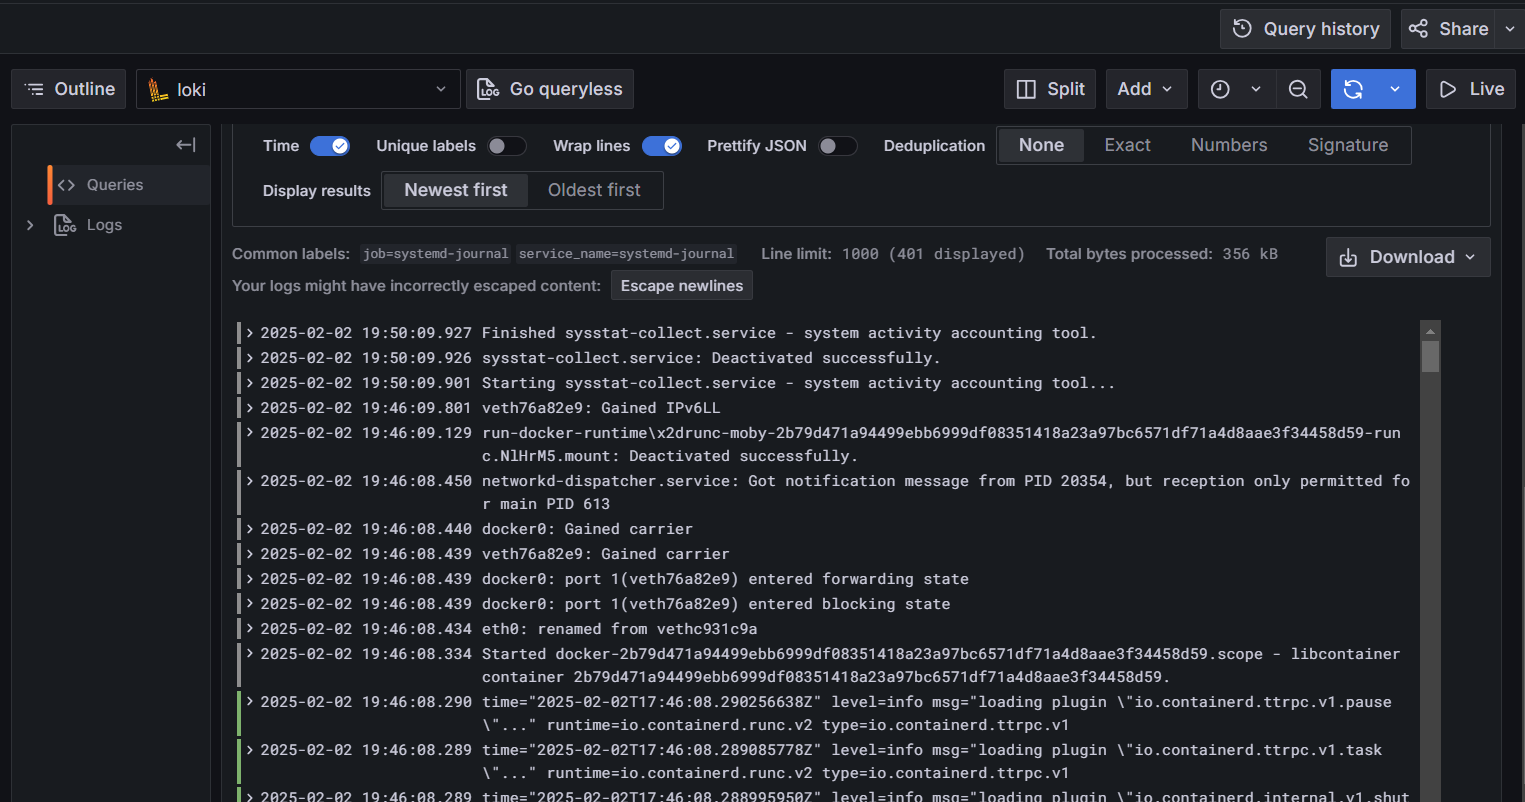 Query history
Share
Outline
loki
Go queryless
Split
Add
Live
Time
Unique labels
Wrap lines
Prettify JSON
Deduplication
None
Exact
Numbers
Signature
Queries
Display results
Newest first
Oldest first
Logs
Common labels: job=systemd-journal service_name=systemd-journal Line limit: 1000 (401 displayed) Total bytes processed: 356 kB
Download
Your logs might have incorrectly escaped content: Escape newlines
2025-02-02 19:50:09.927 Finished sysstat-collect.service - system activity accounting tool.
2025-02-02 19:50:09.926 sysstat-collect.service: Deactivated successfully.
2025-02-02 19:50:09.901 Starting sysstat-collect.service - system activity accounting tool...
2025-02-02 19:46:09.801 veth76a82e9: Gained IPv6LL
2025-02-02 19:46:09.129 run-docker-runtime\x2drunc-moby-2b79d471a94499ebb6999df08351418a23a97bc6571df71a4d8aae3f34458d59-run
c.NlHrM5.mount: Deactivated successfully.
2025-02-02 19:46:08.450 networkd-dispatcher.service: Got notification message from PID 20354, but reception only permitted fo
r main PID 613
2025-02-02 19:46:08.440 docker0: Gained carrier
2025-02-02 19:46:08.439 veth76a82e9: Gained carrier
2025-02-02 19:46:08.439 docker0: port 1(veth76a82e9) entered forwarding state
2025-02-02 19:46:08.439 docker0: port 1(veth76a82e9) entered blocking state
2025-02-02 19:46:08.434 eth0: renamed from vethc931c9a
2025-02-02 19:46:08.334 Started docker-2b79d471a94499ebb6999df08351418a23a97bc6571df71a4d8aae3f34458d59.scope - libcontainer
container 2b79d471a94499ebb6999df08351418a23a97bc6571df71a4d8aae3f34458d59.
2025-02-02 19:46:08.290 time="2025-02-02T17:46:08.290256638Z" level=info msg="loading plugin \"io.containerd.ttrpc.v1.pause
\"..." runtime=io.containerd.runc.v2 type=io.containerd.ttrpc.v1
2025-02-02 19:46:08.289 time="2025-02-02T17:46:08.289085778Z" level=info msg="loading plugin \"io.containerd.ttrpc.v1.task
\"..." runtime=io.containerd.runc.v2 type=io.containerd.ttrpc.v1
2025-02-02 19:46:08.289 time="2025-02-02T17:46:08.288995950Z" level=info msg="loading plugin \"io.containerd.internal.v1.shut